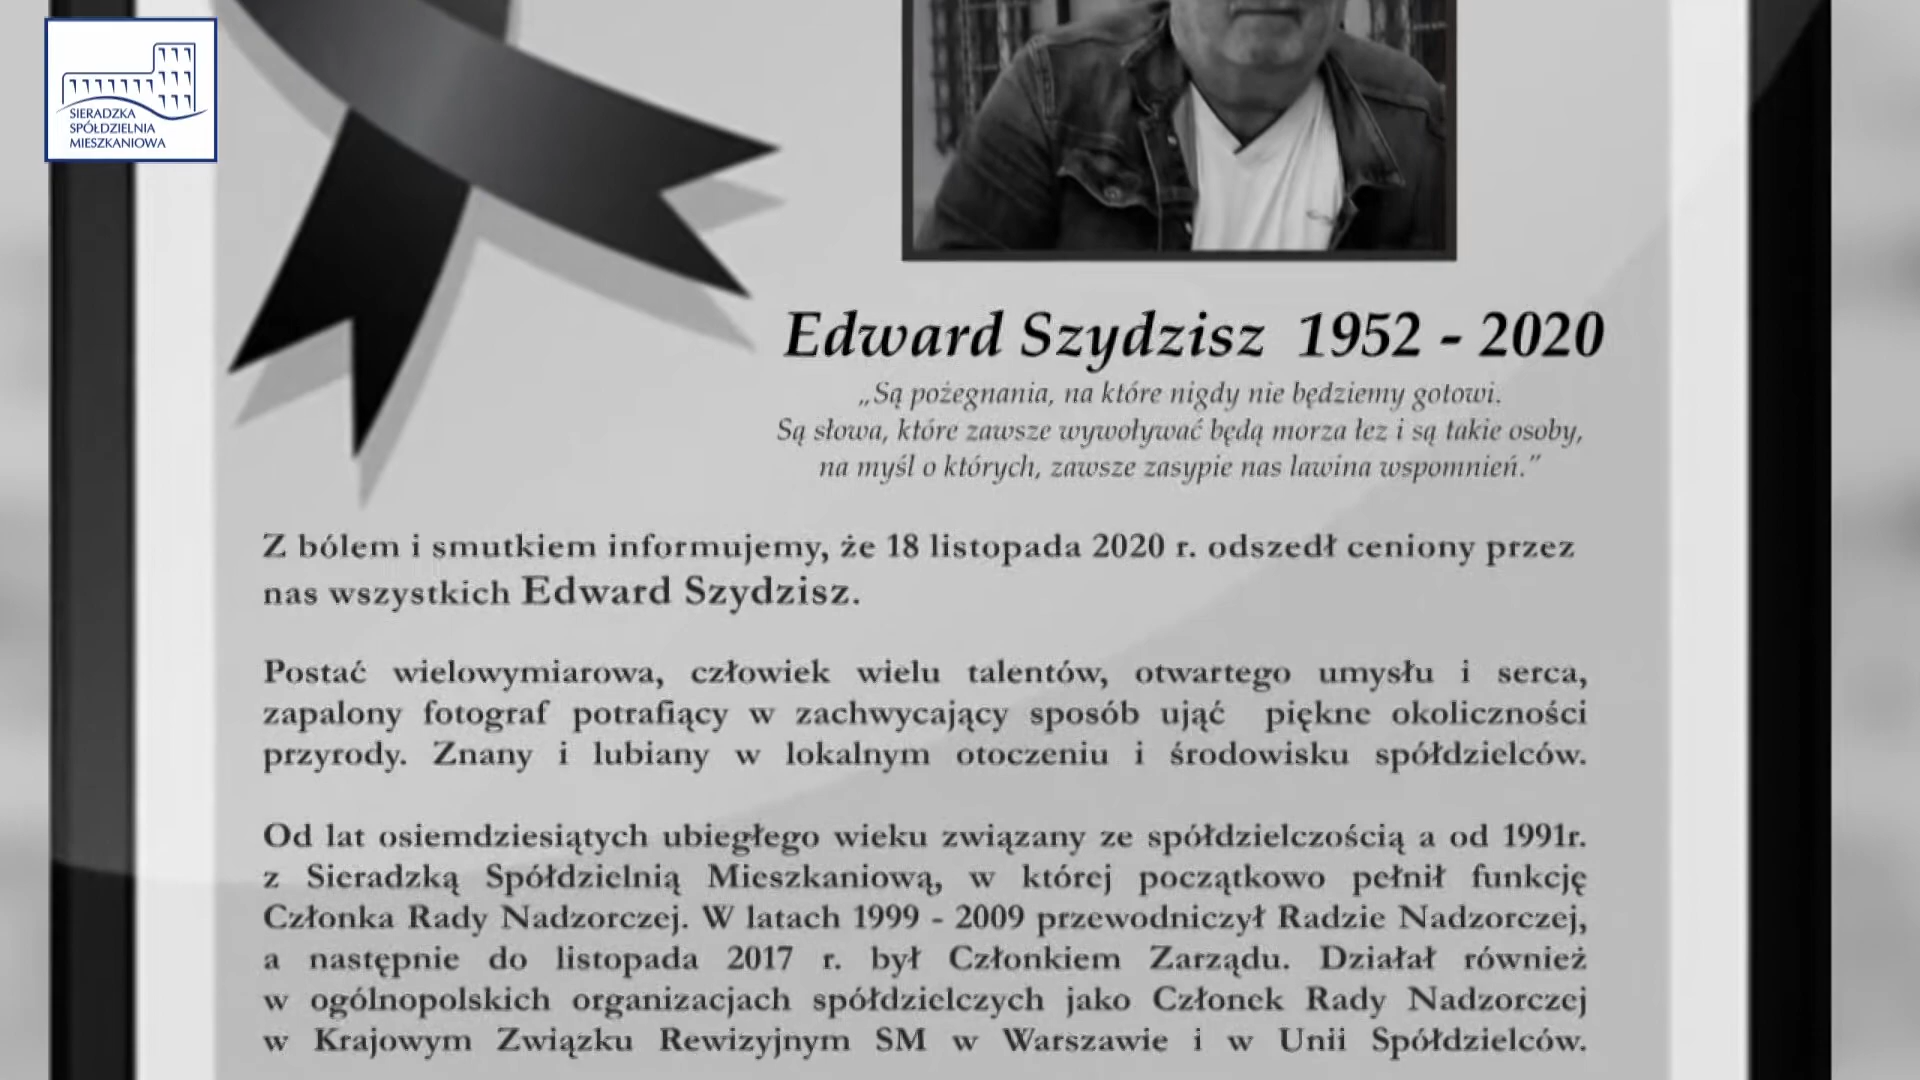 SIERADZKA
SPÓŁDZIELNIA
MIESZKANIOWA
Edward Szydzisz 1952 - 2020
„Są pożegnania, na które nigdy nie będziemy gotowi.
Są słowa, które zawsze wywoływać będą morza łez i są takie osoby,
na myśl o których, zawsze zasypie nas lawina wspomnień.”
Z bólem i smutkiem informujemy, że 18 listopada 2020 r. odszedł ceniony przez
nas wszystkich Edward Szydzisz.
Postać wielowymiarowa, człowiek wielu talentów, otwartego umysłu i serca,
zapalony fotograf potrafiący w zachwycający sposób ująć piękne okoliczności
przyrody. Znany i lubiany w lokalnym otoczeniu i środowisku spółdzielców.
Od lat osiemdziesiątych ubiegłego wieku związany ze spółdzielczością a od 1991r.
z Sieradzką Spółdzielnią Mieszkaniową, w której początkowo pełnił funkcję
Członka Rady Nadzorczej. W latach 1999 - 2009 przewodniczył Radzie Nadzorczej,
a następnie do listopada 2017 r. był Członkiem Zarządu. Działał również
w ogólnopolskich organizacjach spółdzielczych jako Członek Rady Nadzorczej
w Krajowym Związku Rewizyjnym SM w Warszawie i w Unii Spółdzielców.